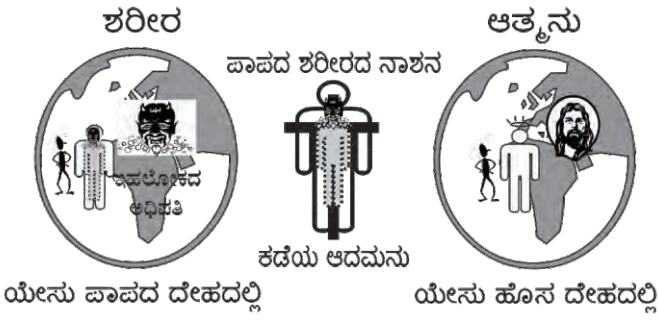 ಶರೀರ
ಆತ್ಮನು
ಪಾಪದ ಶರೀರದ ನಾಶನ
ಇಹಲೋಕದ
ಅಧಿಪತಿ
ಕಡೆಯ ಆದಮನು
ಯೇಸು ಪಾಪದ ದೇಹದಲ್ಲಿ
ಯೇಸು ಹೊಸ ದೇಹದಲ್ಲಿ